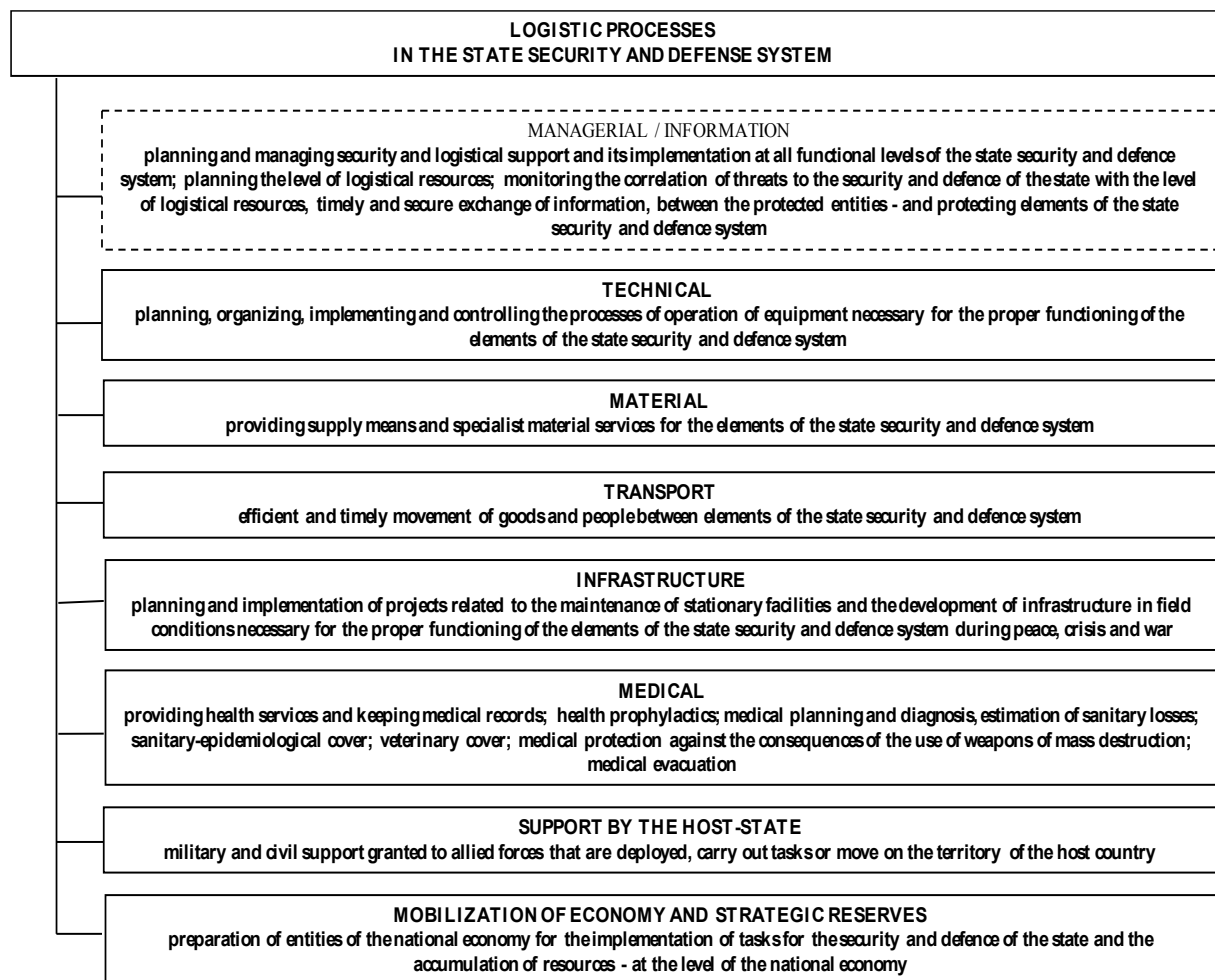 LOGISTIC PROCESSES
IN THE STATE SECURITY AND DEFENSE SYSTEM
MANAGERIAL / INFORMATION
planning and managing security and logistical support and its implementation at all functional levels of the state security and defence
system; planning the level of logistical resources; monitoring the correlation of threats to the security and defence of the state with the level
of logistical resources, timely and secure exchange of information, between the protected entities - and protecting elements of the state
security and defence system
TECHNICAL
planning, organizing, implementing and controlling the processes of operation of equipment necessary for the proper functioning of the
elements of the state security and defence system
MATERIAL
providing supply means and specialist material services for the elements of the state security and defence system
TRANSPORT
efficient and timely movement of goods and people between elements of the state security and defence system
INFRASTRUCTURE
planning and implementation of projects related to the maintenance of stationary facilities and the development of infrastructure in field
conditions necessary for the proper functioning of the elements of the state security and defence system during peace, crisis and war
MEDICAL
providing health services and keeping medical records; health prophylactics; medical planning and diagnosis, estimation of sanitary losses;
sanitary-epidemiological cover; veterinary cover; medical protection against the consequences of the use of weapons of mass destruction;
medical evacuation
SUPPORT BY THE HOST-STATE
military and civil support granted to allied forces that are deployed, carry out tasks or move on the territory of the host country
MOBILIZATION OF ECONOMY AND STRATEGIC RESERVES
preparation of entities of the national economy for the implementation of tasks for the security and defence of the state and the
accumulation of resources - at the level of the national economy